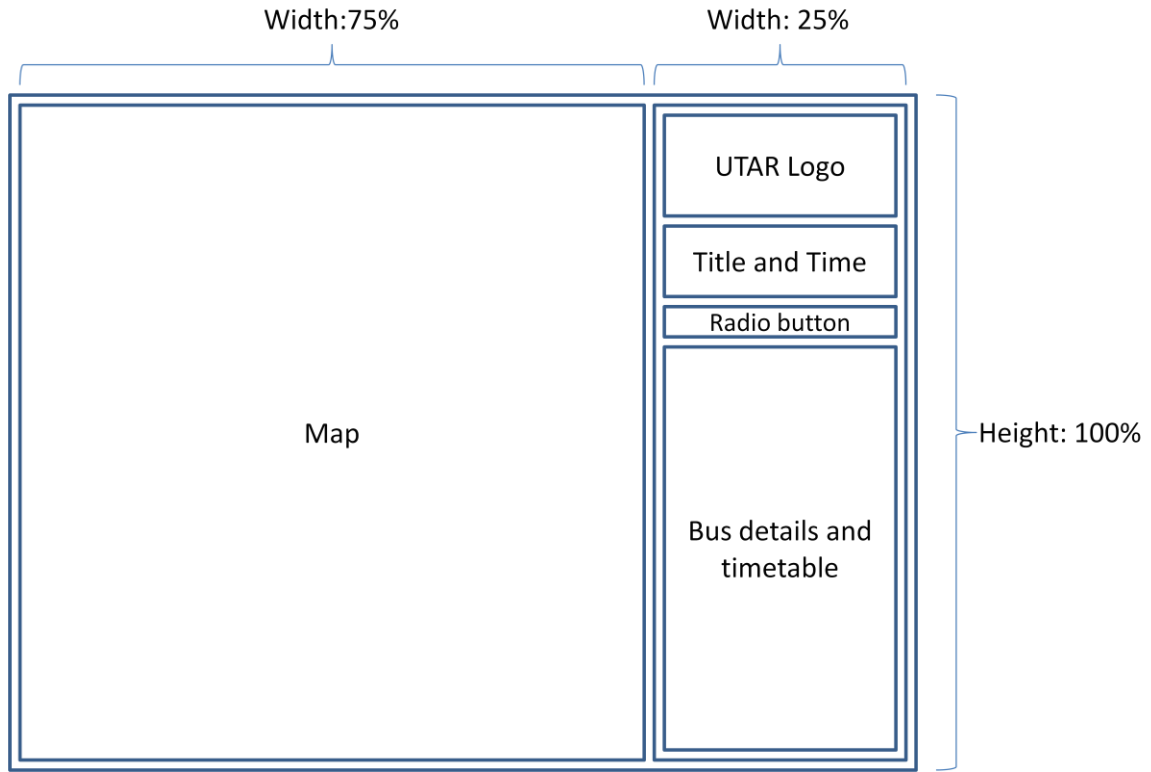 Width:75%
Width: 25%
UTAR Logo
Title and Time
Radio button
Map
Height: 100%
Bus details and
timetable